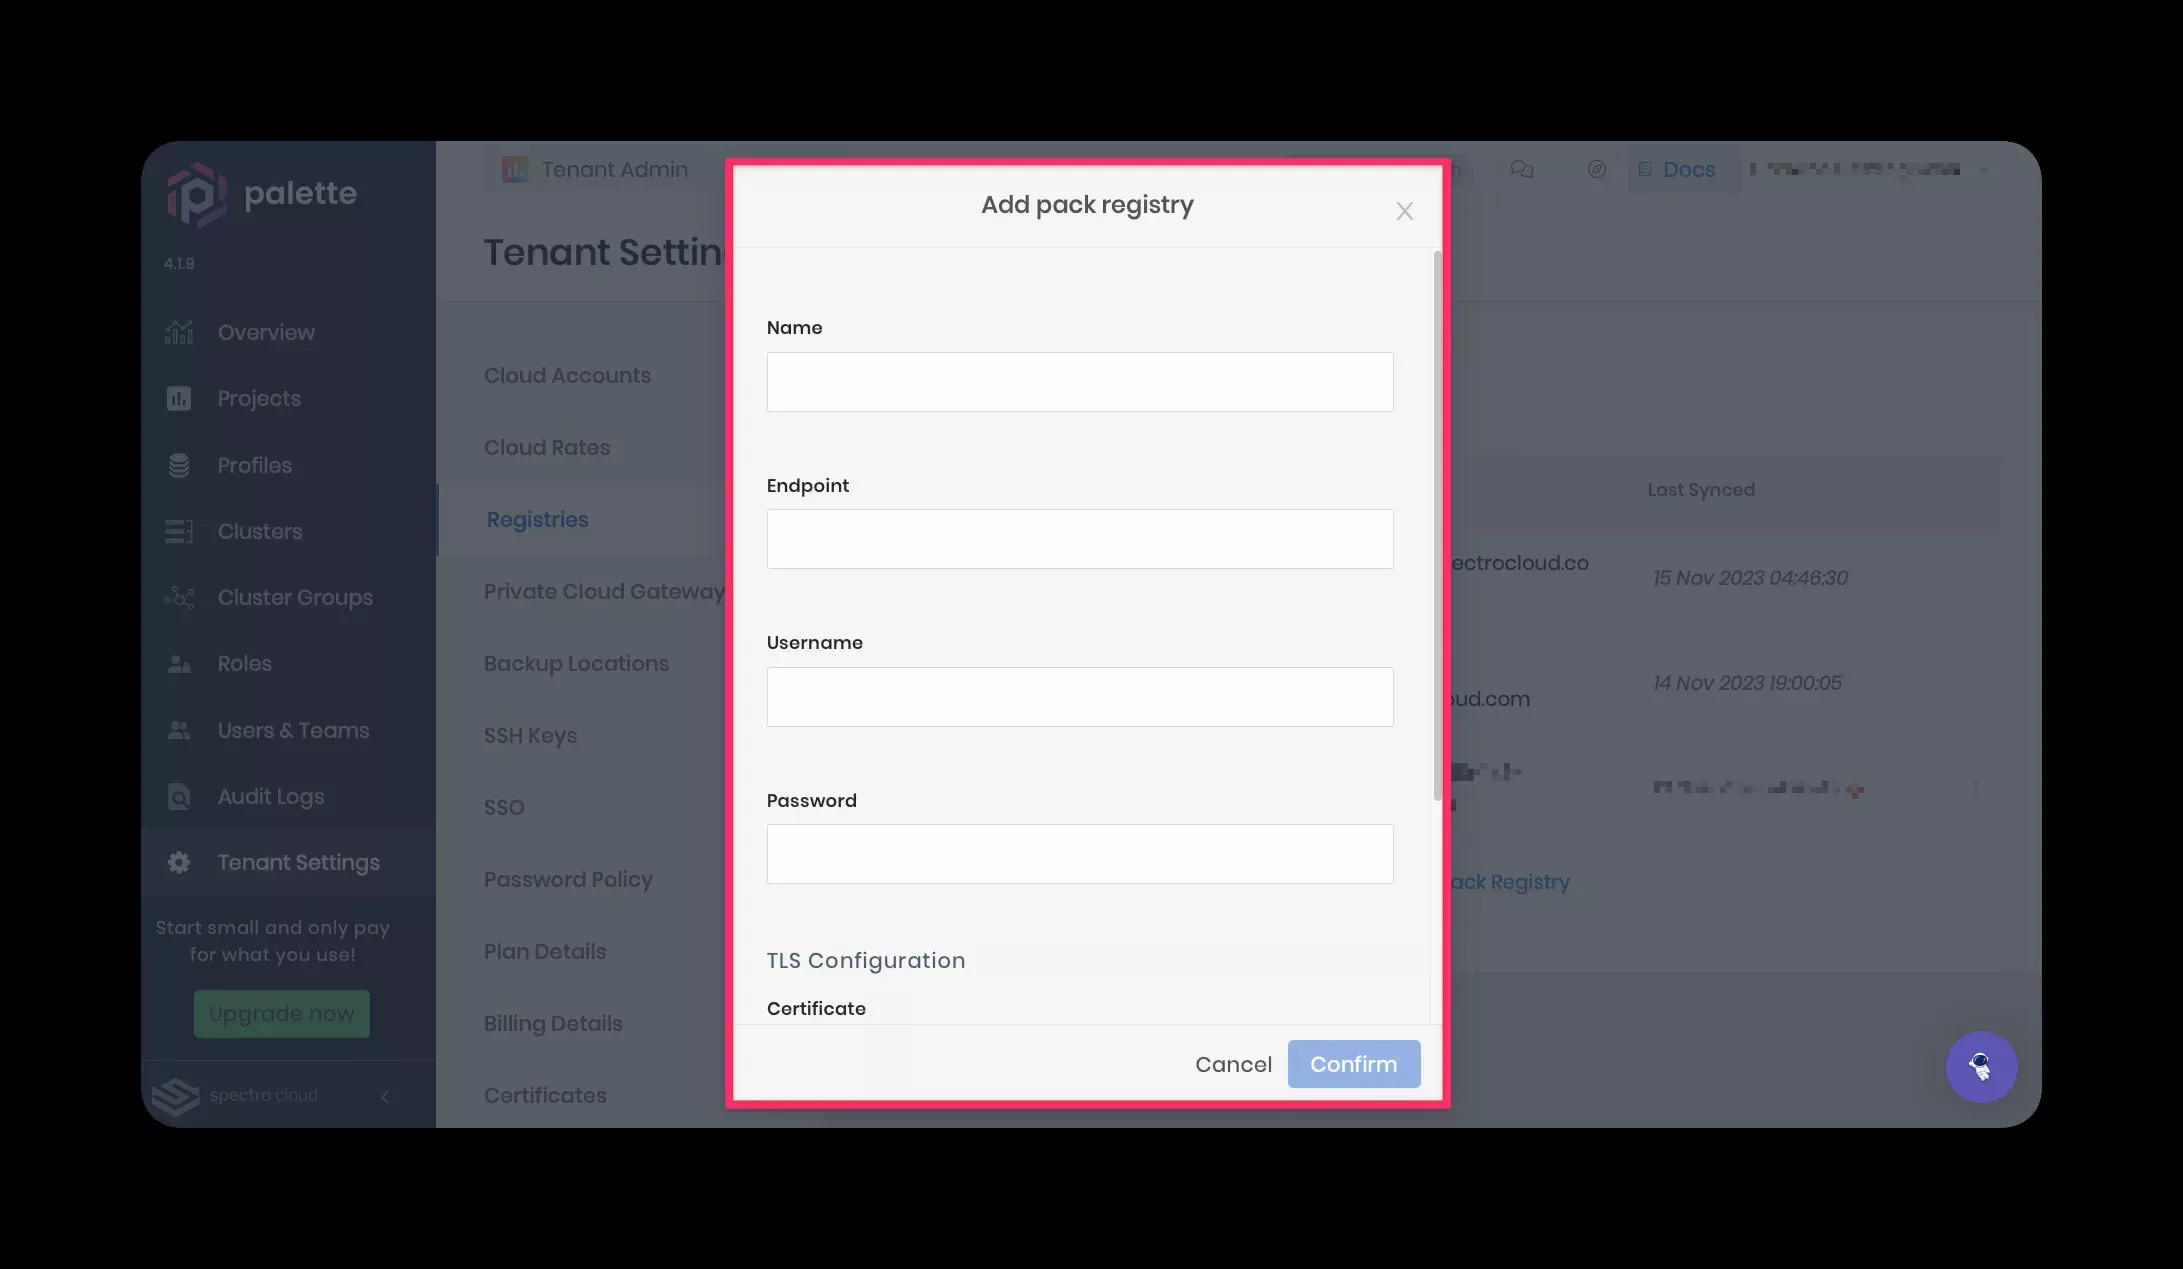 palette
4.1.9
Overview
Projects
Profiles
Clusters
Cluster Groups
Roles
Users & Teams
Audit Logs
Tenant Settings
Start small and only pay
for what you use!
Upgrade now
spectro cloud
Tenant Admin
Docs
Tenant Settin
Cloud Accounts
Cloud Rates
Registries
Private Cloud Gateway
Backup Locations
SSH Keys
SSO
Password Policy
Plan Details
Billing Details
Certificates
Add pack registry
Name
Endpoint
Username
Password
TLS Configuration
Certificate
Cancel
Confirm
Last Synced
ectrocloud.co
15 Nov 2023 04:46:30
oud.com
14 Nov 2023 19:00:05
ack Registry